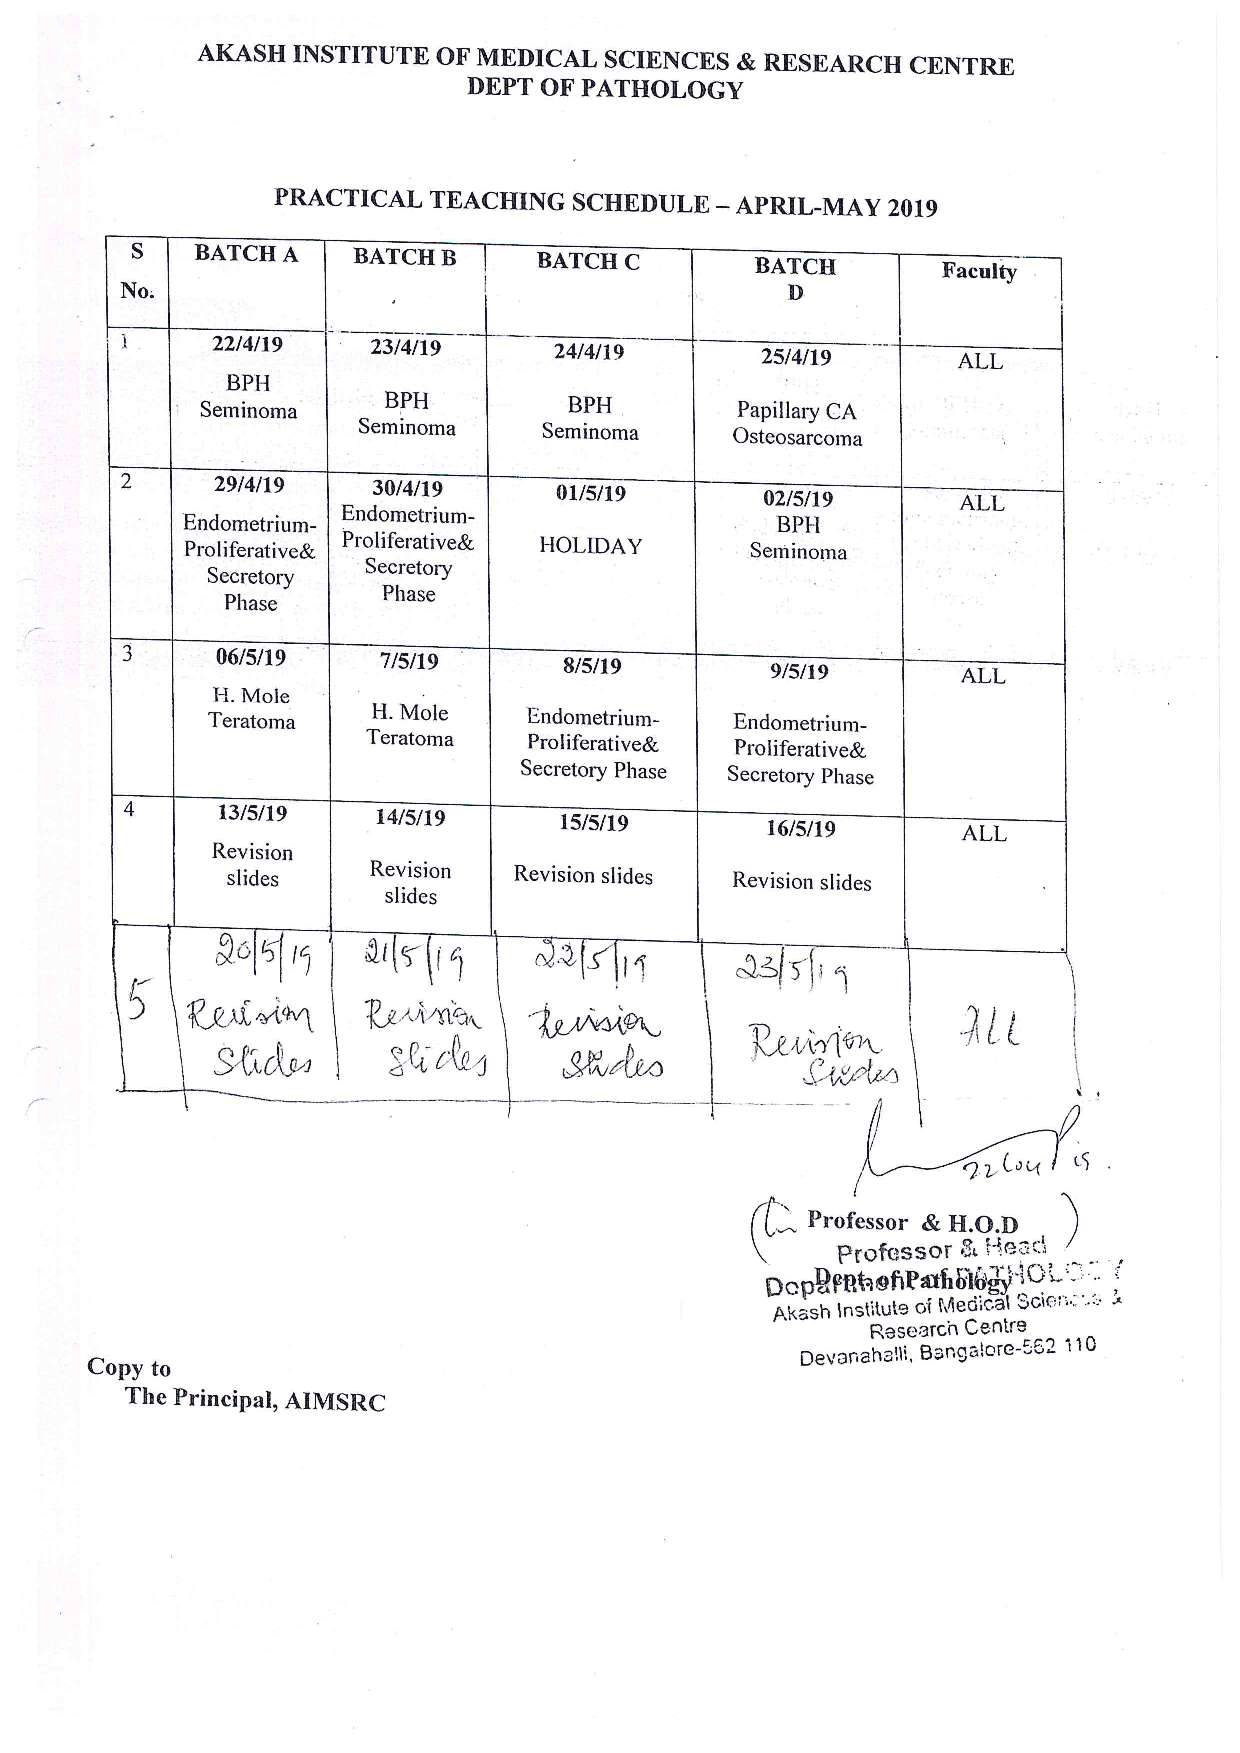 AKASH INSTITUTE OF MEDICAL SCIENCES & RESEARCH CENTRE
DEPT OF PATHOLOGY
PRACTICAL TEACHING SCHEDULE – APRIL-MAY 2019
S No. BATCH A BATCH B BATCH C BATCH D Faculty
1
22/4/19
BPH
Seminoma
23/4/19
BPH
Seminoma
24/4/19
BPH
Seminoma
25/4/19
Papillary CA
Osteosarcoma
ALL
2
29/4/19
Endometrium-
Proliferative&
Secretory
Phase
30/4/19
Endometrium-
Proliferative&
Secretory
Phase
01/5/19
HOLIDAY
02/5/19
BPH
Seminoma
ALL
3
06/5/19
H. Mole
Teratoma
7/5/19
H. Mole
Teratoma
8/5/19
Endometrium-
Proliferative&
Secretory Phase
9/5/19
Endometrium-
Proliferative&
Secretory Phase
ALL
4
13/5/19
Revision
slides
14/5/19
Revision
slides
15/5/19
Revision slides
16/5/19
Revision slides
ALL
5
20/5/19
Revision
Slides
21/5/19
Revision
Slides
22/5/19
Revision
Slides
23/5/19
Revision
Slides
ALL
Professor & H.O.D
Professor & Head
Dept. of Pathology
Department of PATHOLOGY
Akash Institute of Medical Sciences &
Research Centre
Devanahalli, Bangalore-562 110
Copy to
The Principal, AIMSRC